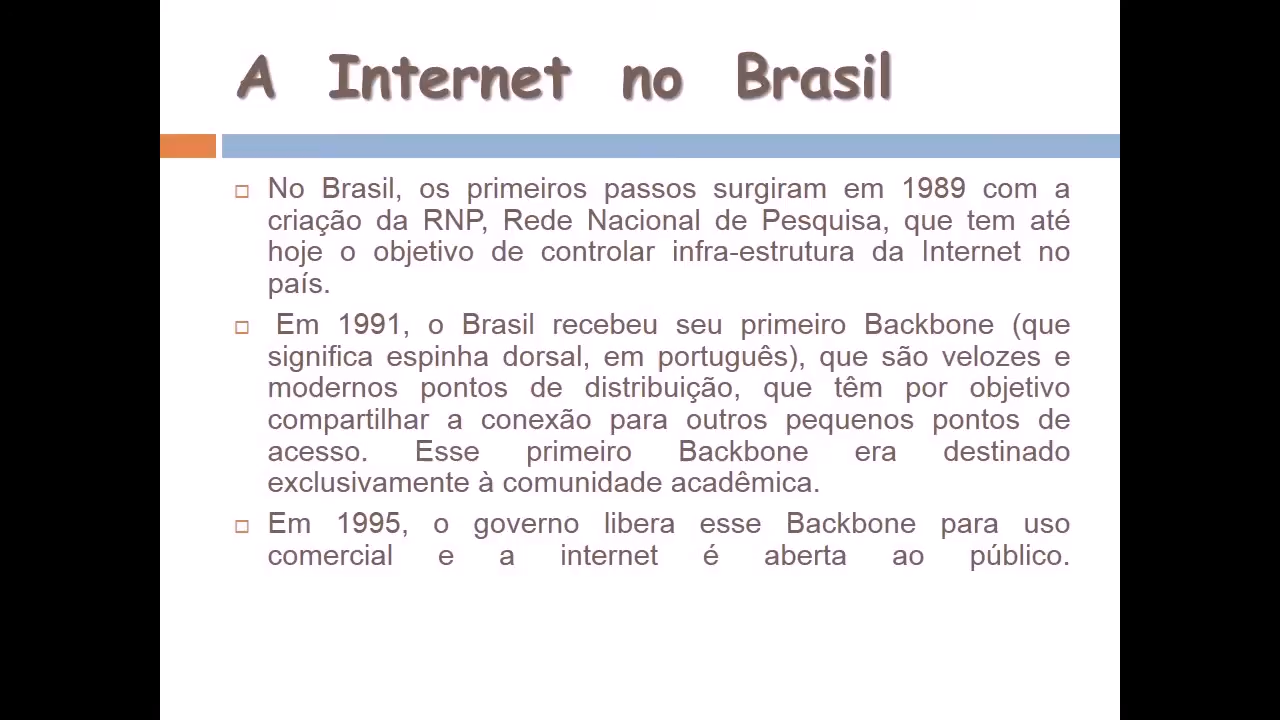 A Internet no Brasil
No Brasil, os primeiros passos surgiram em 1989 com a
criação da RNP, Rede Nacional de Pesquisa, que tem até
hoje o objetivo de controlar infra-estrutura da Internet no
país.
Em 1991, o Brasil recebeu seu primeiro Backbone (que
significa espinha dorsal, em português), que são velozes e
modernos pontos de distribuição, que têm por objetivo
compartilhar a conexão para outros pequenos pontos de
acesso. Esse primeiro Backbone era destinado
exclusivamente à comunidade acadêmica.
Em 1995, o governo libera esse Backbone para uso
comercial e a internet é aberta ao público.